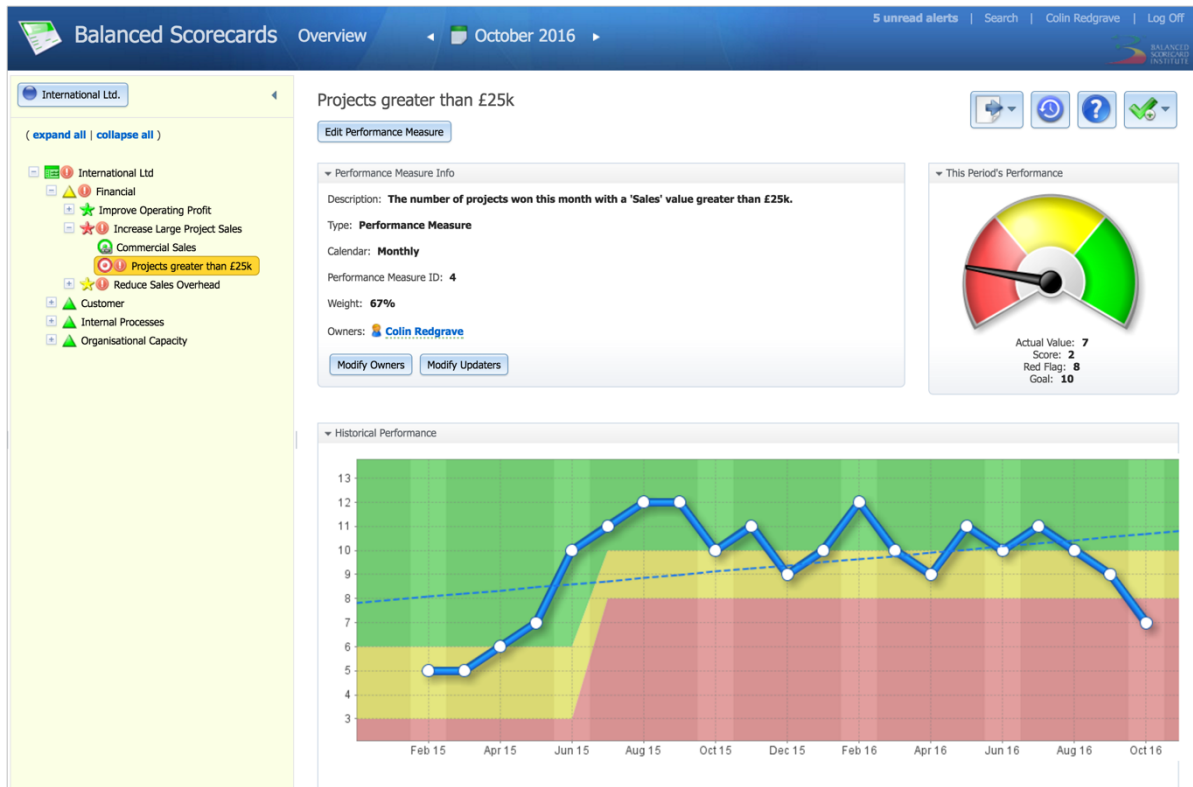 Balanced Scorecards Overview October 2016
5 unread alerts | Search | Colin Redgrave | Log Off
BALANCED
SCORECARD
INSTITUTE
International Ltd.
( expand all | collapse all )
International Ltd
Financial
Improve Operating Profit
Increase Large Project Sales
Commercial Sales
Projects greater than £25k
Reduce Sales Overhead
Customer
Internal Processes
Organisational Capacity
Projects greater than £25k
Edit Performance Measure
Performance Measure Info
Description: The number of projects won this month with a 'Sales' value greater than £25k.
Type: Performance Measure
Calendar: Monthly
Performance Measure ID: 4
Weight: 67%
Owners: Colin Redgrave
Modify Owners Modify Updaters
This Period's Performance
Actual Value: 7
Score: 2
Red Flag: 8
Goal: 10
Historical Performance
13
12
11
10
9
8
7
6
5
4
3
Feb 15 Apr 15 Jun 15 Aug 15 Oct 15 Dec 15 Feb 16 Apr 16 Jun 16 Aug 16 Oct 16